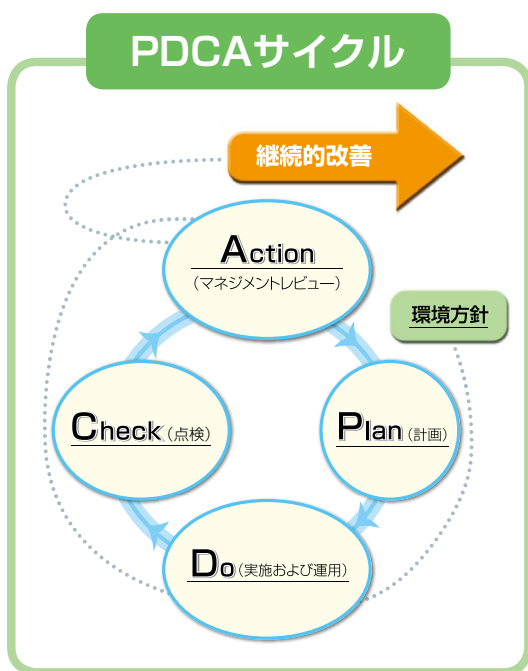 PDCAサイクル
継続的改善
Action
(マネジメントレビュー)
環境方針
Check(点検)
Plan(計画)
Do(実施および運用)